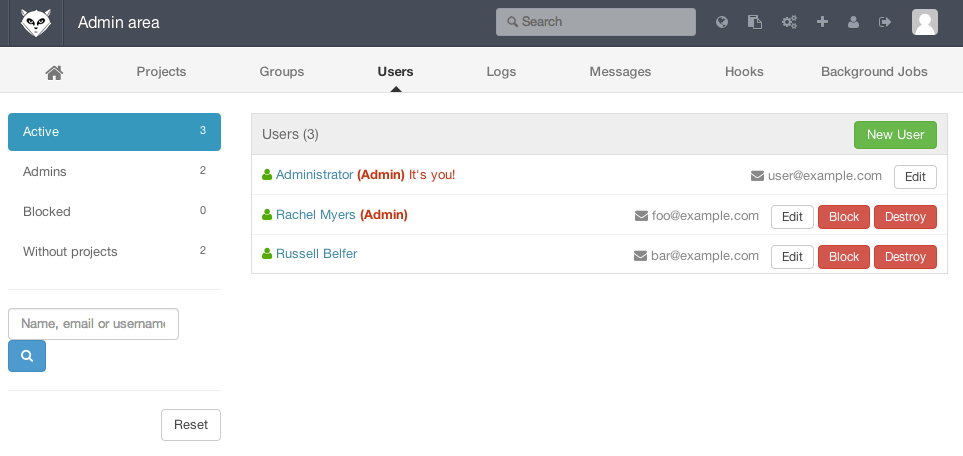 Admin area
Search
Projects Groups Users Logs Messages Hooks Background Jobs
Active 3
Admins 2
Blocked 0
Without projects 2
Name, email or username
Reset
Users (3) New User
Administrator (Admin) It's you! user@example.com Edit
Rachel Myers (Admin) foo@example.com Edit Block Destroy
Russell Belfer bar@example.com Edit Block Destroy